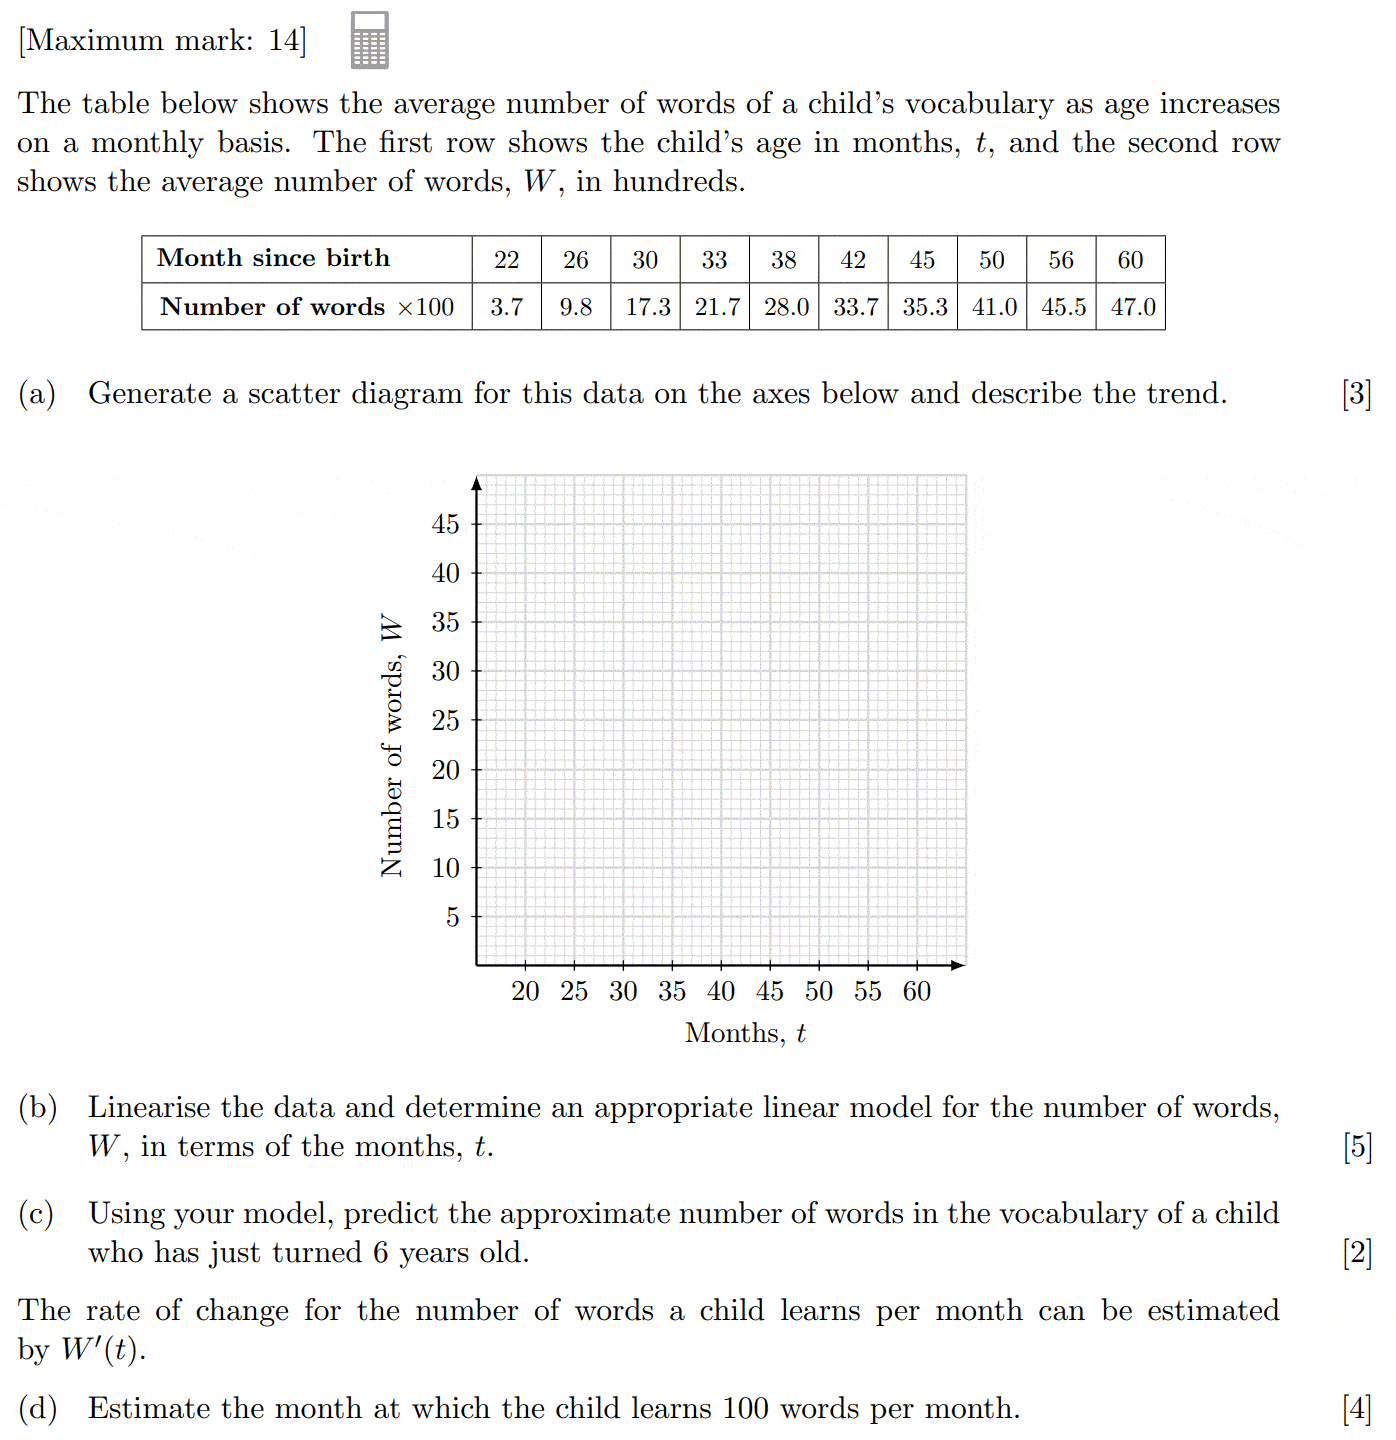 [Maximum mark: 14]
The table below shows the average number of words of a child's vocabulary as age increases
on a monthly basis. The first row shows the child's age in months, t, and the second row
shows the average number of words, W, in hundreds.
Month since birth 22 26 30 33 38 42 45 50 56 60
Number of words ×100 3.7 9.8 17.3 21.7 28.0 33.7 35.3 41.0 45.5 47.0
(a) Generate a scatter diagram for this data on the axes below and describe the trend. [3]
45
40
35
30
25
20
15
10
5
Number of words, W
20 25 30 35 40 45 50 55 60
Months, t
(b) Linearise the data and determine an appropriate linear model for the number of words,
W, in terms of the months, t. [5]
(c) Using your model, predict the approximate number of words in the vocabulary of a child
who has just turned 6 years old. [2]
The rate of change for the number of words a child learns per month can be estimated
by W′(t).
(d) Estimate the month at which the child learns 100 words per month. [4]